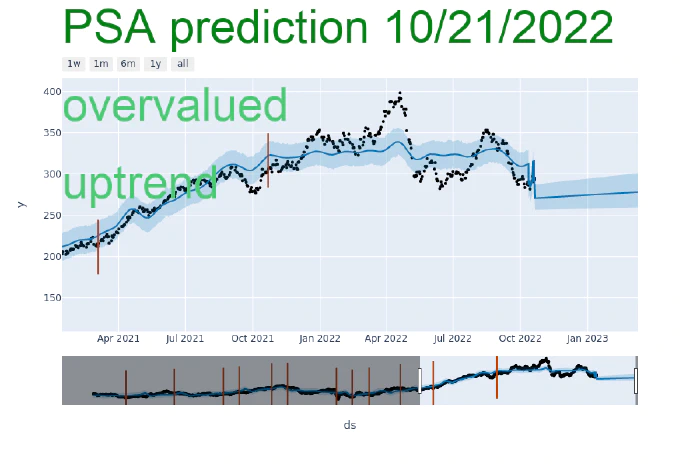 PSA prediction 10/21/2022
1w 1m 6m 1y all
overvalued
uptrend
400
350
300
250
200
150
y
Apr 2021 Jul 2021 Oct 2021 Jan 2022 Apr 2022 Jul 2022 Oct 2022 Jan 2023
ds